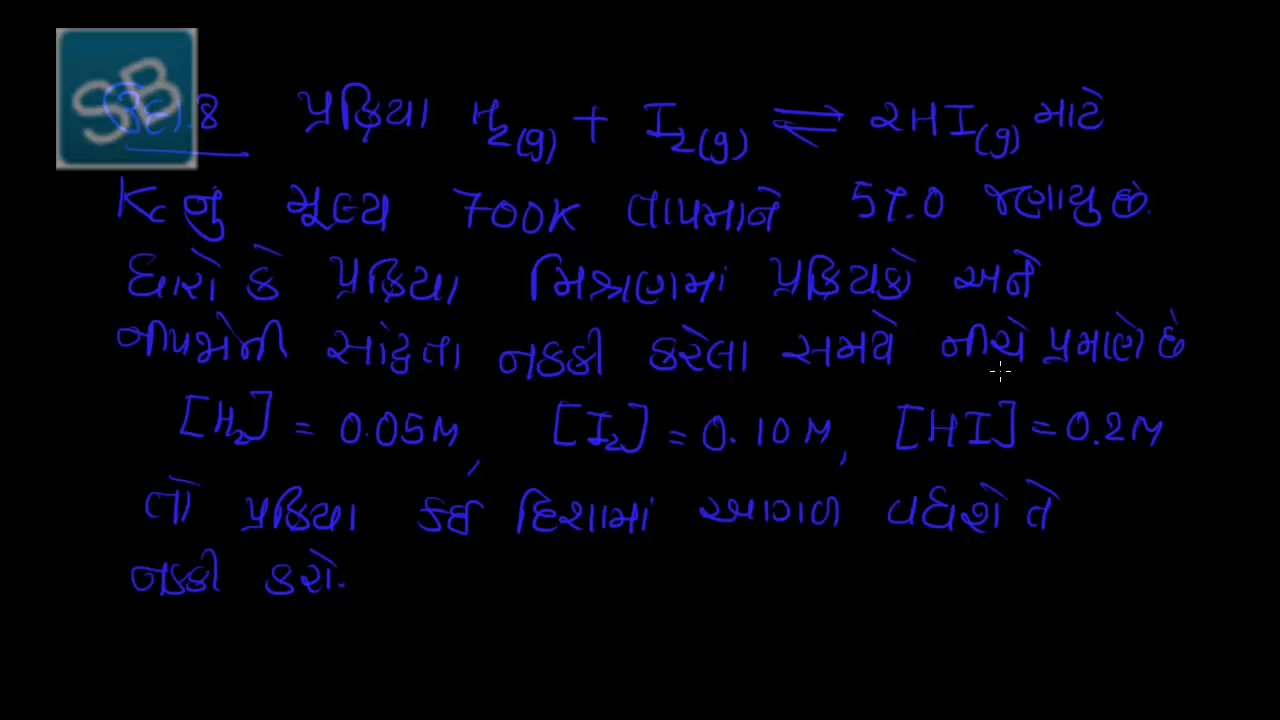 SB
ઉદા.8 પ્રક્રિયા H₂(g) + I₂(g) ⇌ 2HI(g) માટે
Kc નું મૂલ્ય 700K તાપમાને 57.0 જણાયું છે.
ધારો કે પ્રક્રિયા મિશ્રણમાં પ્રક્રિયકો અને
નીપજોની સાંદ્રતા નક્કી કરેલા સમયે નીચે પ્રમાણે છે
[H₂] = 0.05M, [I₂] = 0.10M, [HI] = 0.2M
તો પ્રક્રિયા કઈ દિશામાં આગળ વધશે તે
નક્કી કરો.